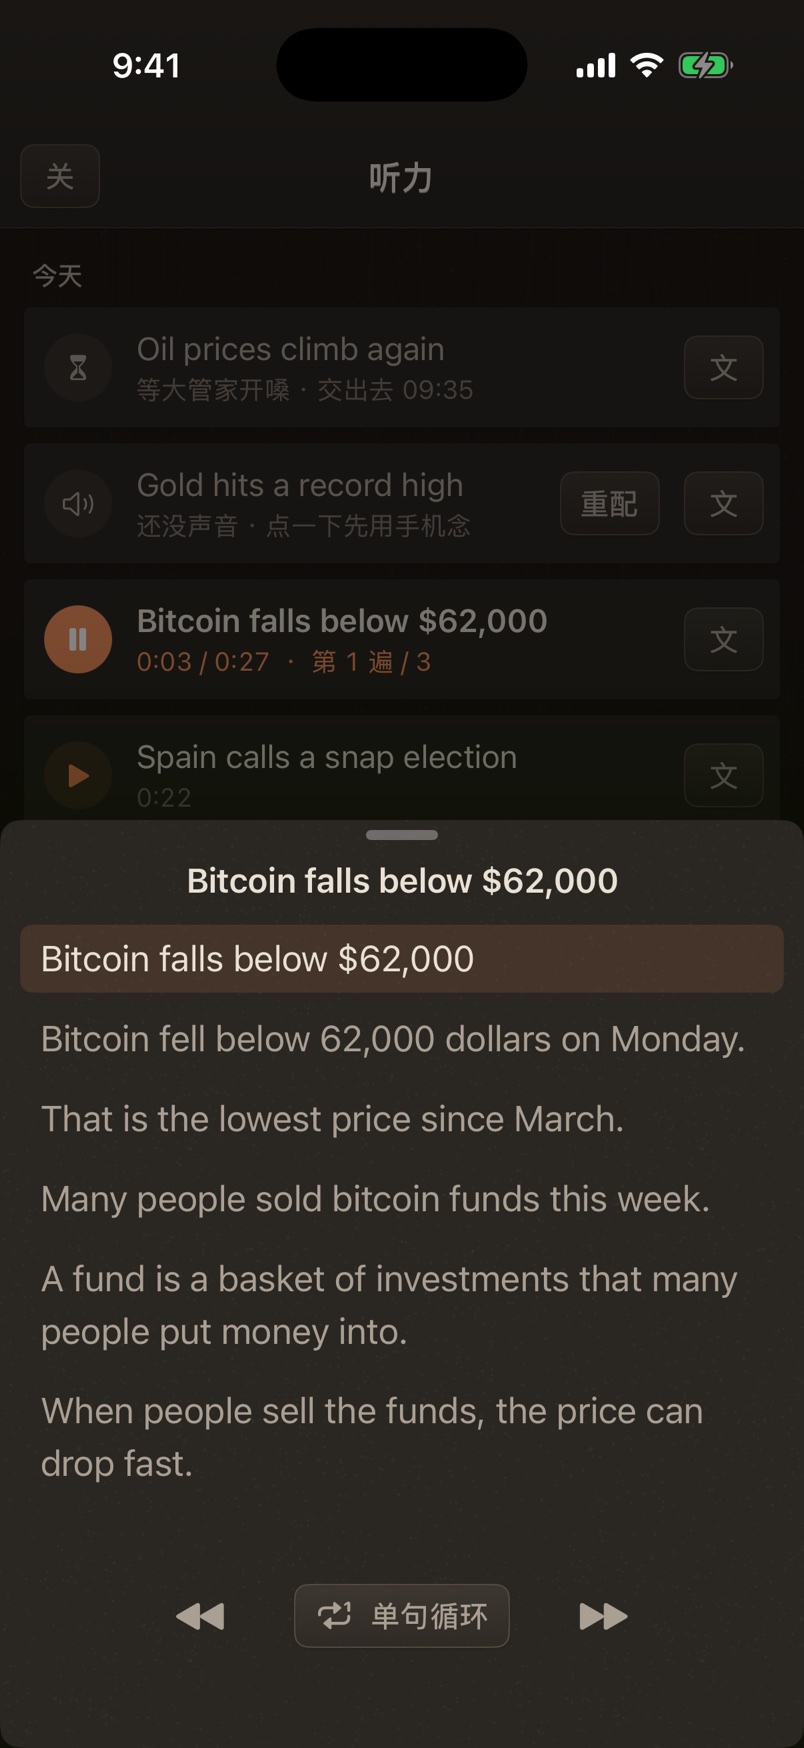 9:41
关
听力
今天
Oil prices climb again
等大管家开嗓 · 交出去 09:35
文
Gold hits a record high
还没声音 · 点一下先用手机念
重配
文
Bitcoin falls below $62,000
0:03 / 0:27 · 第 1 遍 / 3
文
Spain calls a snap election
0:22
文
Bitcoin falls below $62,000
Bitcoin falls below $62,000
Bitcoin fell below 62,000 dollars on Monday.
That is the lowest price since March.
Many people sold bitcoin funds this week.
A fund is a basket of investments that many
people put money into.
When people sell the funds, the price can
drop fast.
单句循环